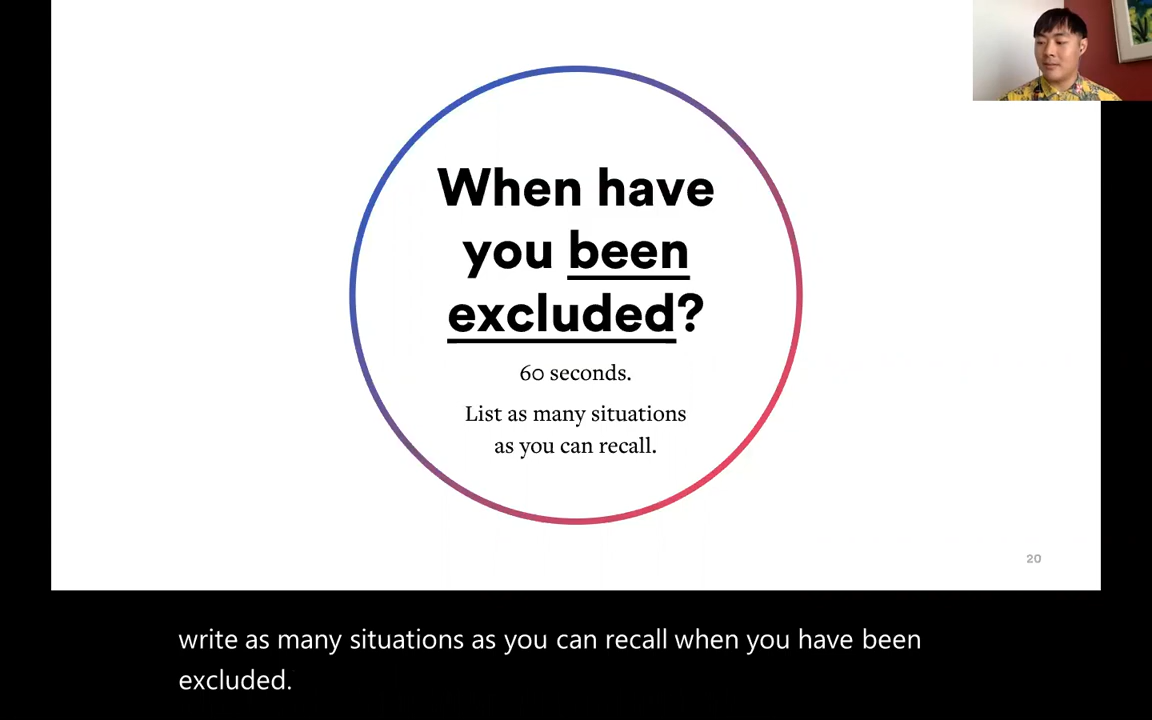 When have
you been
excluded?
60 seconds.
List as many situations
as you can recall.
20
write as many situations as you can recall when you have been
excluded.